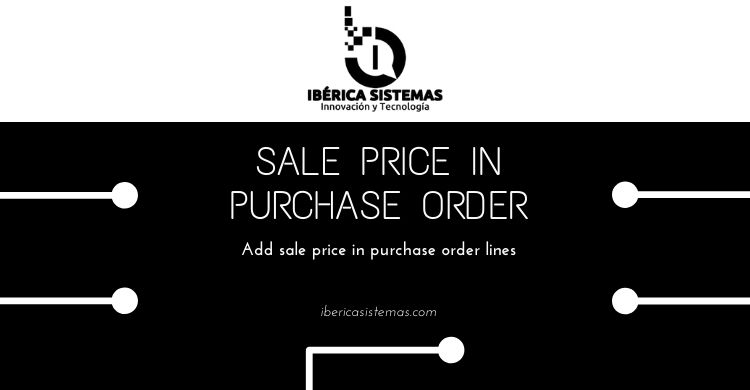 IBÉRICA SISTEMAS
Innovación y Tecnología
SALE PRICE IN
PURCHASE ORDER
Add sale price in purchase order lines
ibericasistemas.com